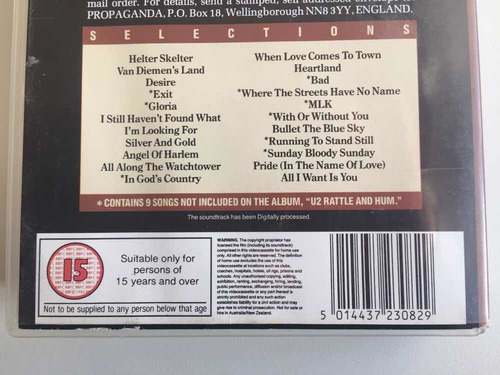 mail order. For details, send a stamped, self addressed envelope to
PROPAGANDA, P.O. Box 18, Wellingborough NN8 3YY, ENGLAND.
SELECTIONS
Helter Skelter
Van Diemen's Land
Desire
*Exit
*Gloria
I Still Haven't Found What
I'm Looking For
Silver And Gold
Angel Of Harlem
All Along The Watchtower
*In God's Country
When Love Comes To Town
Heartland
*Bad
*Where The Streets Have No Name
*MLK
*With Or Without You
Bullet The Blue Sky
*Running To Stand Still
*Sunday Bloody Sunday
Pride (In The Name Of Love)
All I Want Is You
* CONTAINS 9 SONGS NOT INCLUDED ON THE ALBUM, "U2 RATTLE AND HUM."
The soundtrack has been Digitally processed.
15
Suitable only for
persons of
15 years and over
Not to be supplied to any person below that age
WARNING. The copyright proprietor has
licensed the film (including its soundtrack)
comprised in this videocassette for home
use only. All other rights are reserved. The
definition of home use excludes the use of this
videocassette at locations such as clubs,
coaches, hospitals, hotels, oil rigs, prisons and
schools. Any unauthorised copying, editing,
exhibition, renting, exchanging, hiring, lending,
public performance, diffusion and/or broadcast
of this videocassette or any part thereof is
strictly prohibited and any such action
establishes liability for a civil action and may
give rise to criminal prosecution. Not for sale or
hire in Australia/New Zealand.
5 014437 230829